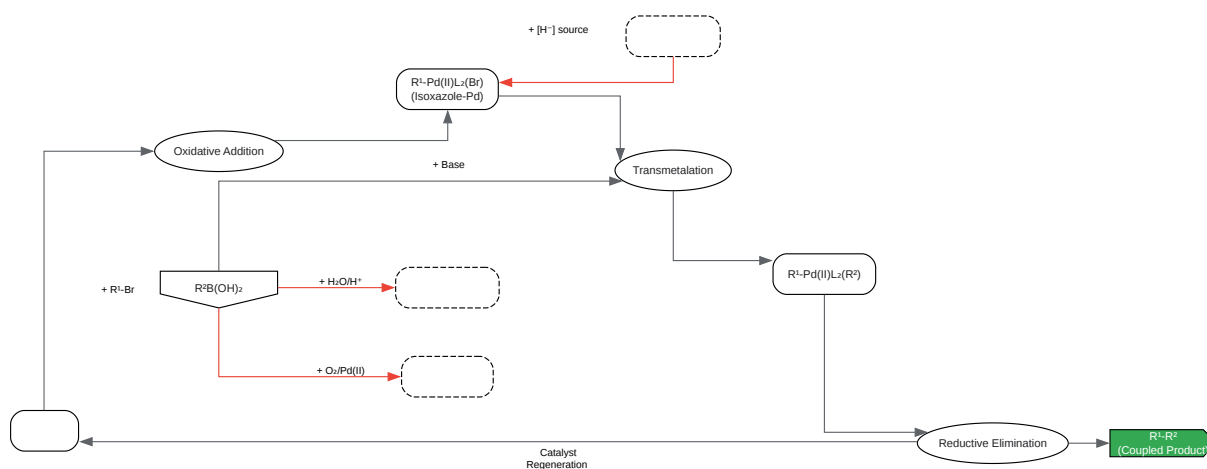 + [H⁻] source
R¹-Pd(II)L₂(Br)
(Isoxazole-Pd)
Oxidative Addition
+ Base
Transmetalation
R¹-Pd(II)L₂(R²)
+ R¹-Br
R²B(OH)₂
+ H₂O/H⁺
+ O₂/Pd(II)
Reductive Elimination
R¹-R²
(Coupled Product)
Catalyst
Regeneration